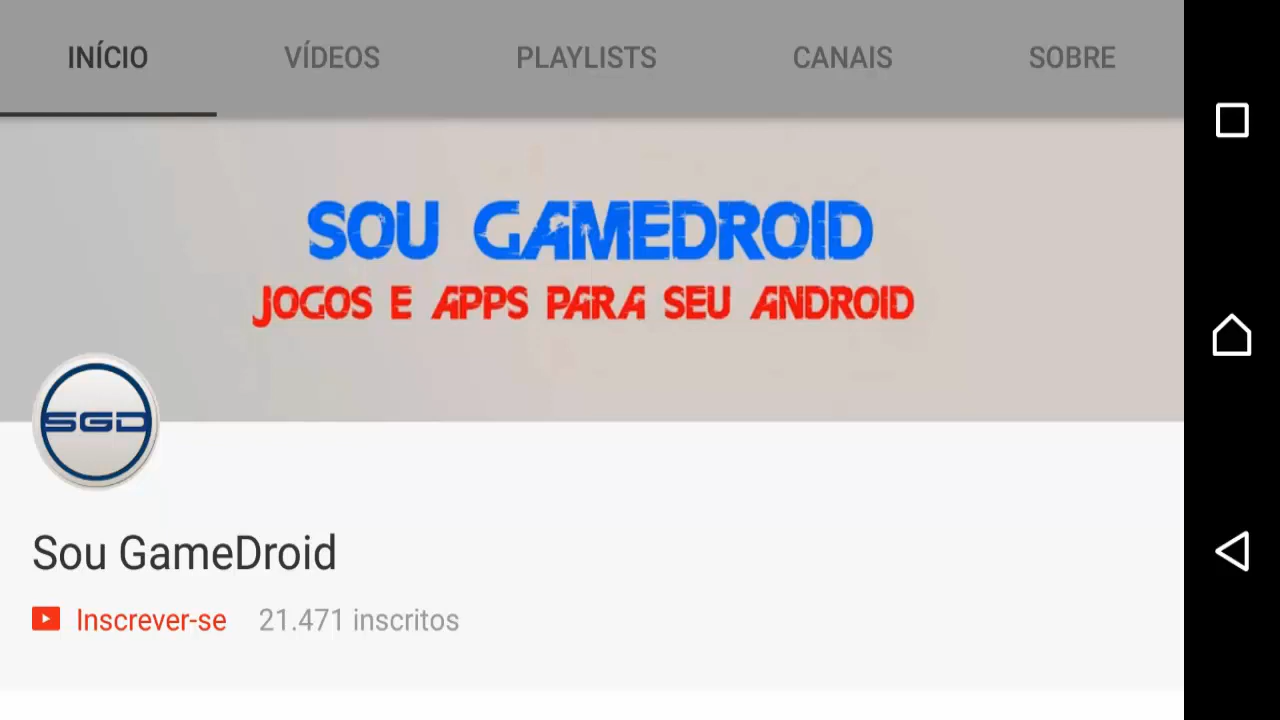 INÍCIO VÍDEOS PLAYLISTS CANAIS SOBRE
SOU GAMEDROID
JOGOS E APPS PARA SEU ANDROID
SGD
Sou GameDroid
Inscrever-se 21.471 inscritos